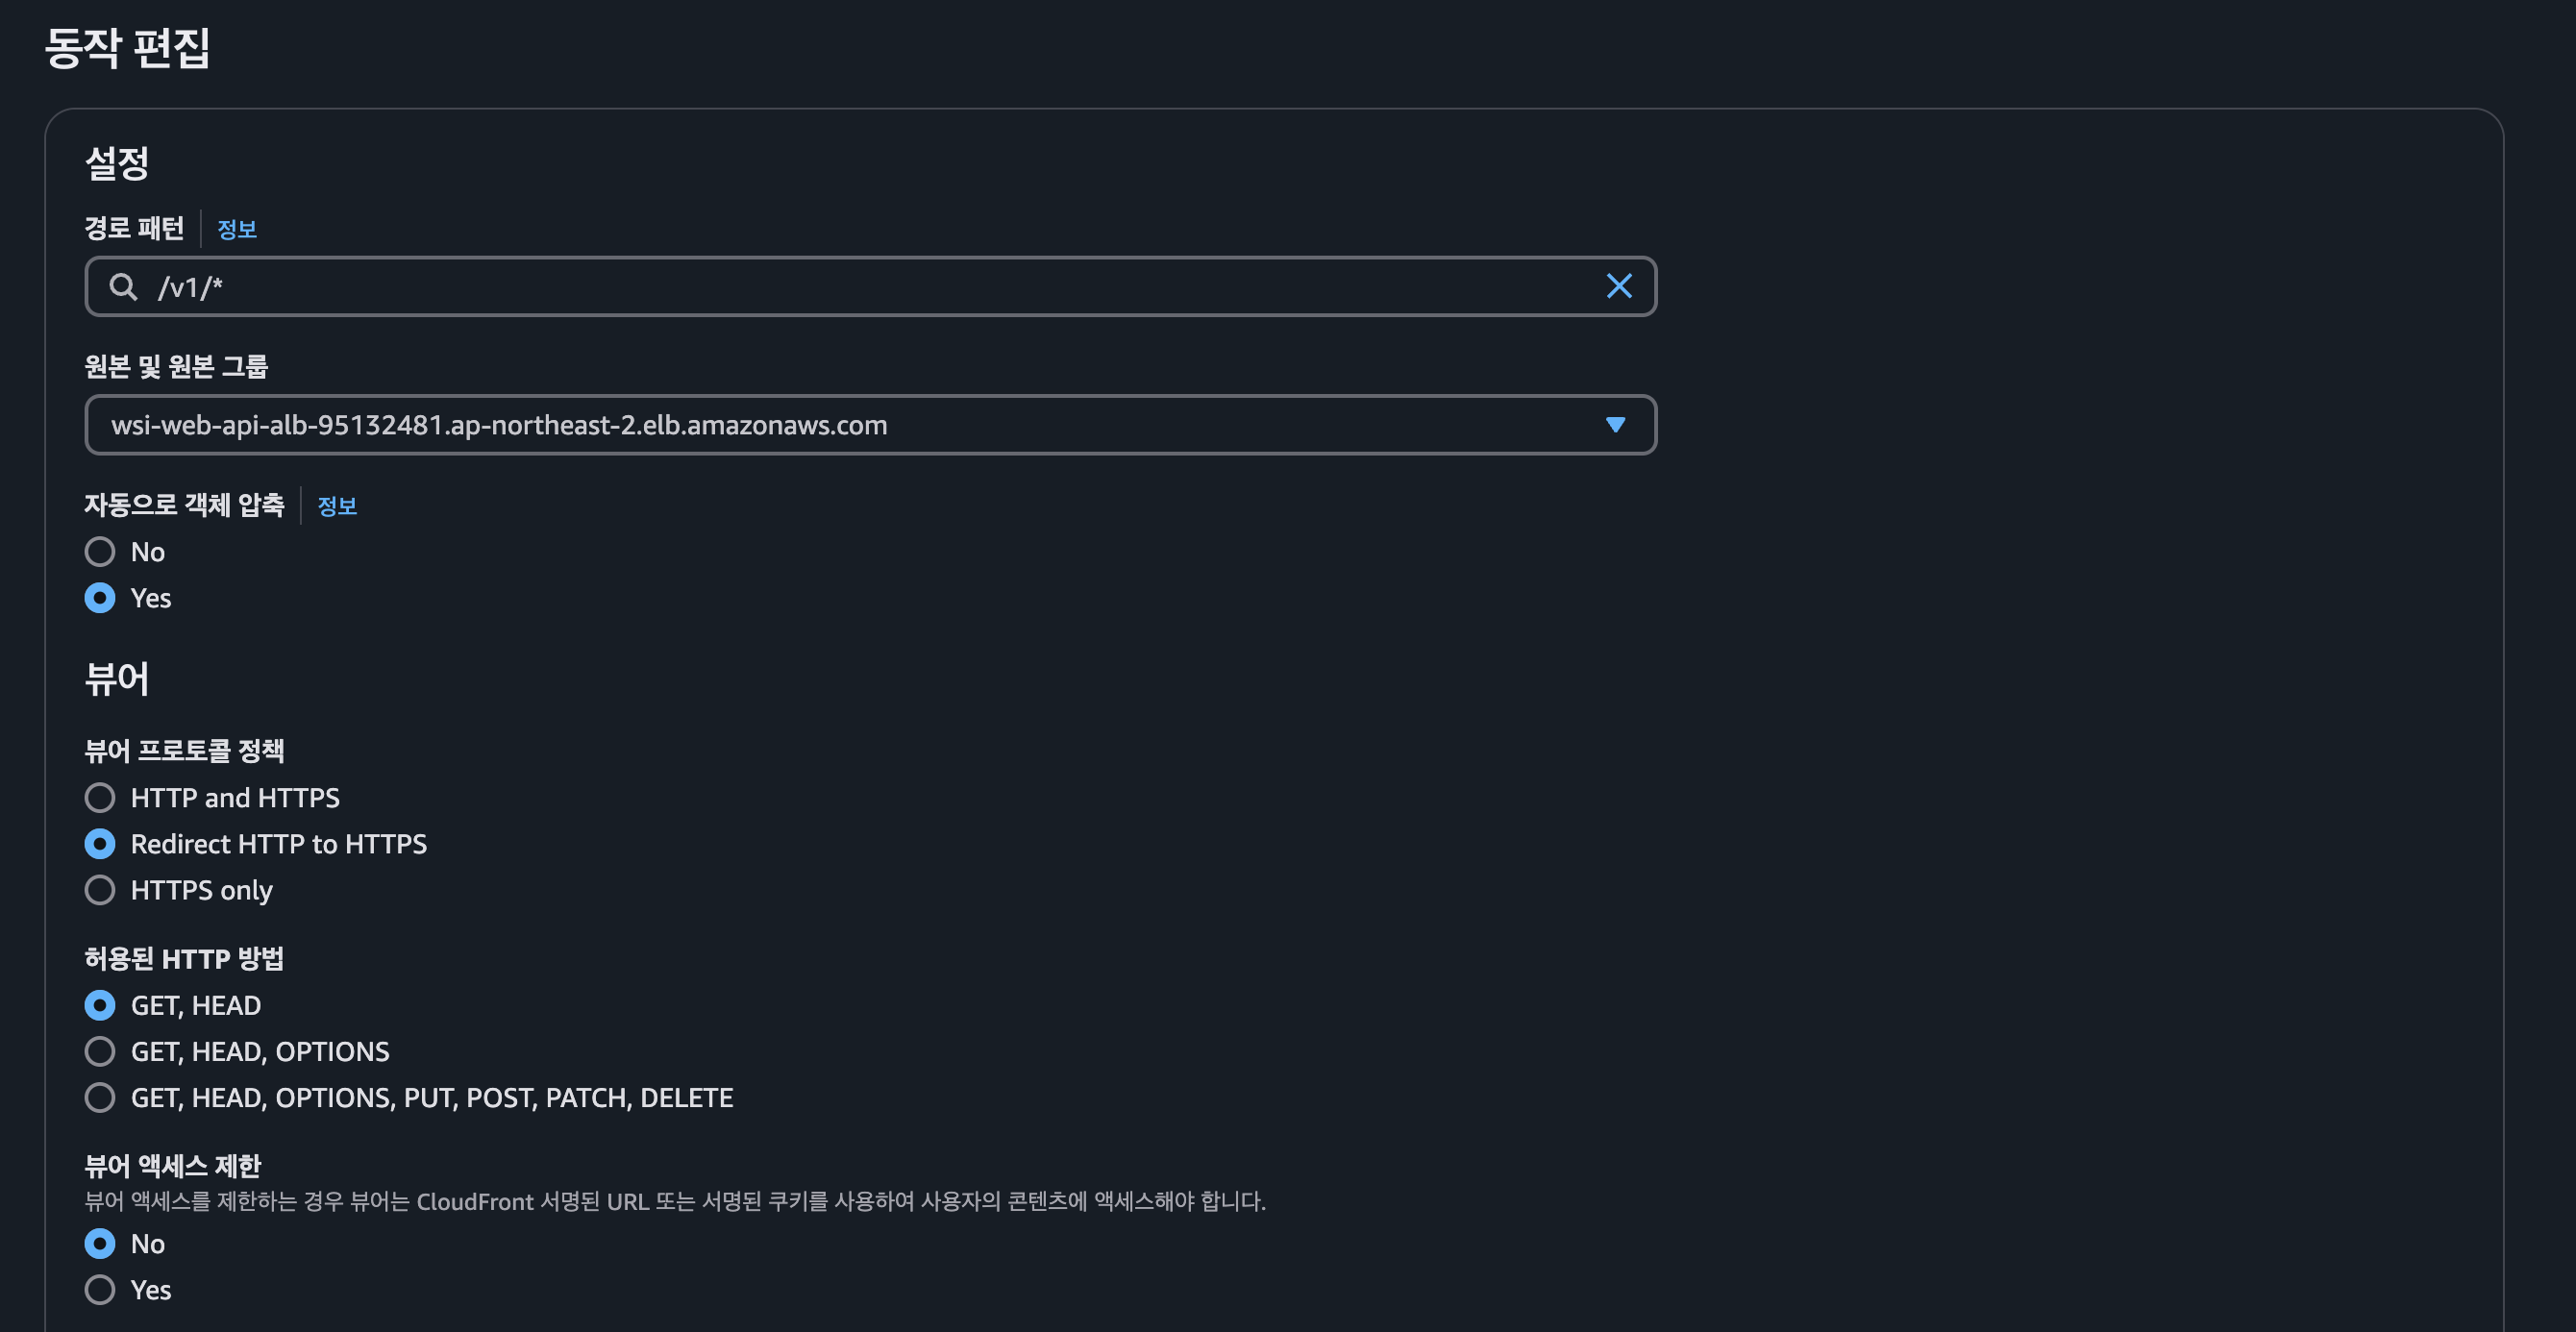 동작 편집
설정
경로 패턴 정보
/v1/*
원본 및 원본 그룹
wsi-web-api-alb-95132481.ap-northeast-2.elb.amazonaws.com
자동으로 객체 압축 정보
No
Yes
뷰어
뷰어 프로토콜 정책
HTTP and HTTPS
Redirect HTTP to HTTPS
HTTPS only
허용된 HTTP 방법
GET, HEAD
GET, HEAD, OPTIONS
GET, HEAD, OPTIONS, PUT, POST, PATCH, DELETE
뷰어 액세스 제한
뷰어 액세스를 제한하는 경우 뷰어는 CloudFront 서명된 URL 또는 서명된 쿠키를 사용하여 사용자의 콘텐츠에 액세스해야 합니다.
No
Yes